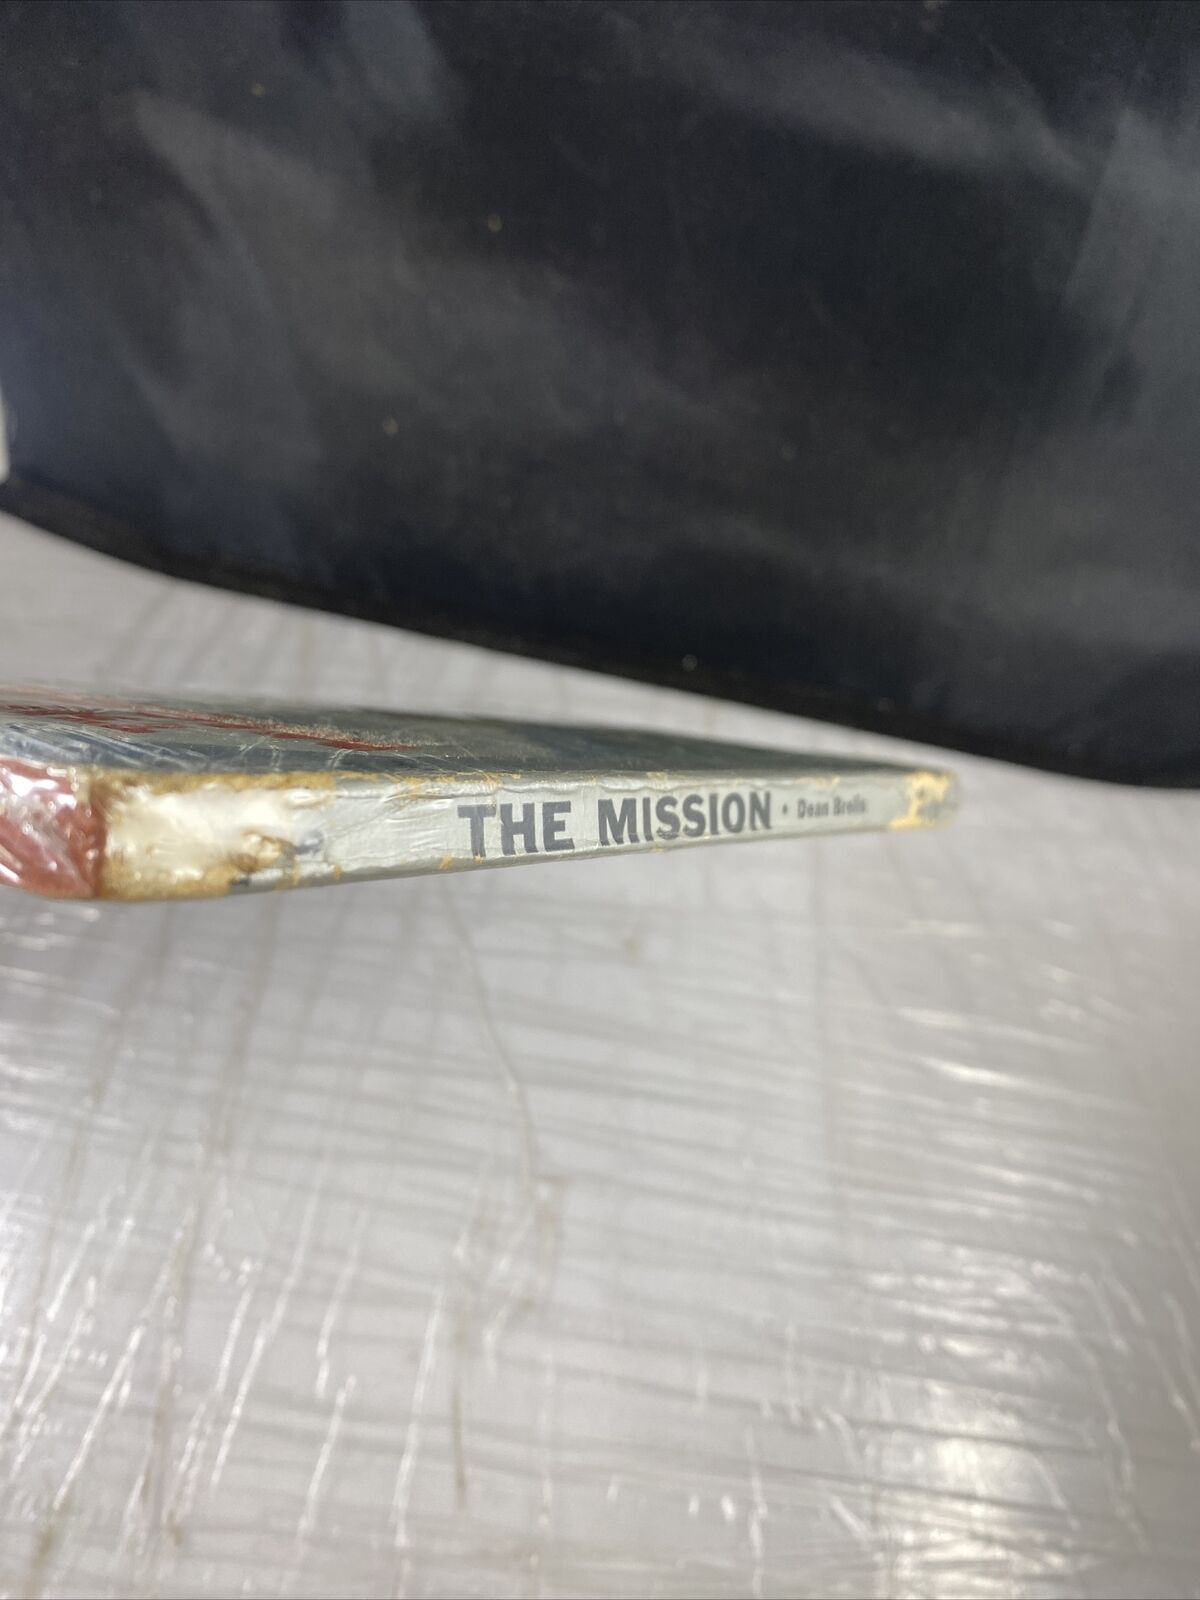 THE MISSION • Dean Brelis